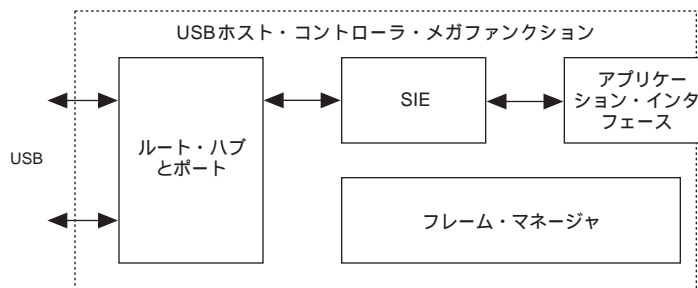 USBホスト・コントローラ・メガファンクション
アプリケー
ション・インタ
フェース
SIE
ルート・ハブ
とポート
USB
フレーム・マネージャ